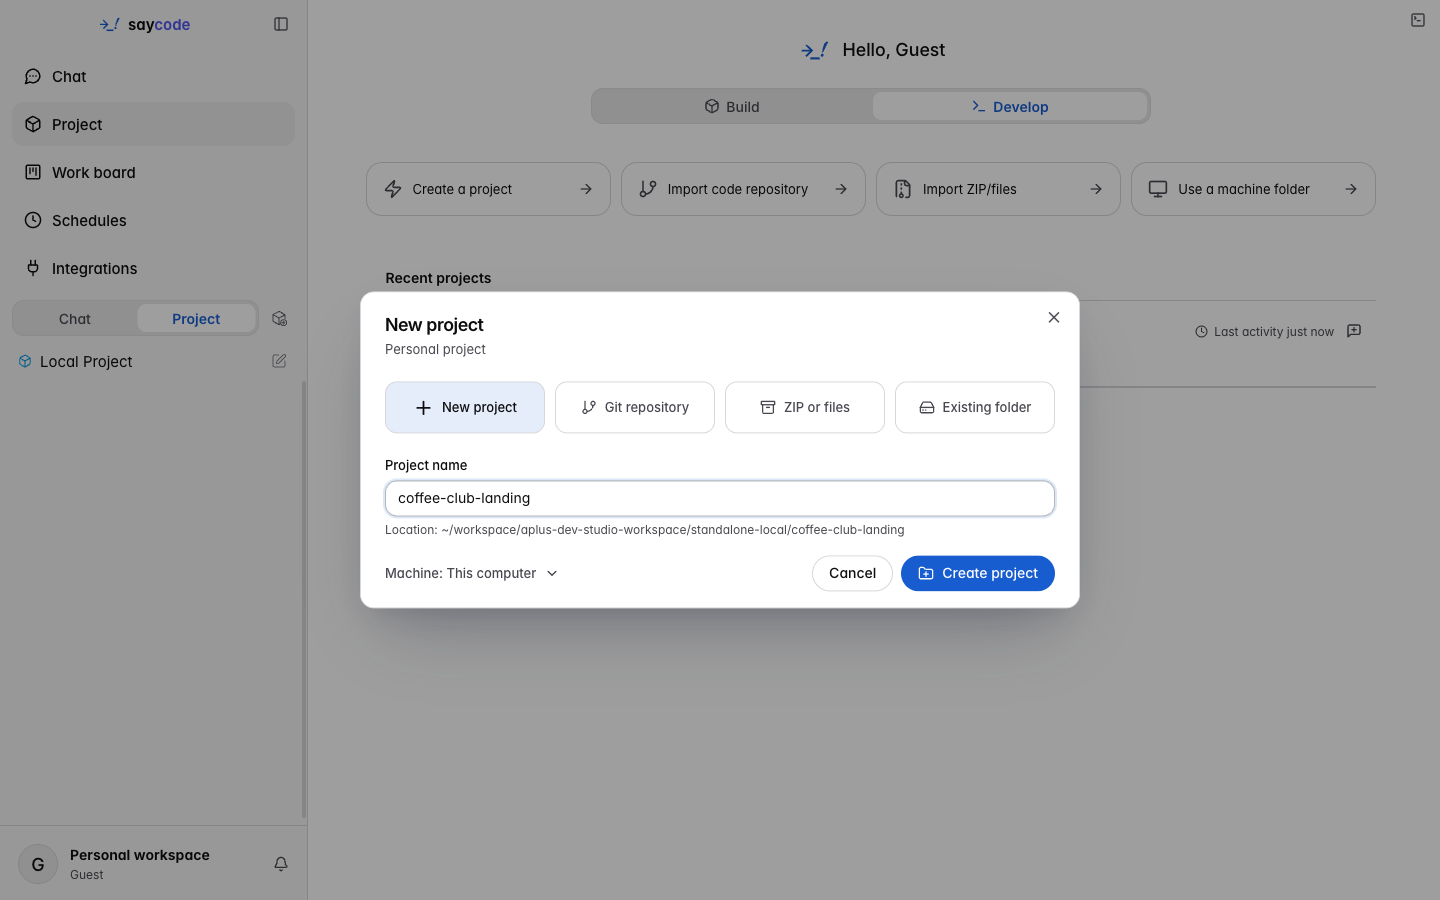 saycode
Chat
Project
Work board
Schedules
Integrations
Chat
Project
Local Project
Personal workspace
G
Guest
Hello, Guest
Build
Develop
Create a project
Import code repository
Import ZIP/files
Use a machine folder
Recent projects
Last activity just now
New project
Personal project
New project
Git repository
ZIP or files
Existing folder
Project name
coffee-club-landing
Location: ~/workspace/aplus-dev-studio-workspace/standalone-local/coffee-club-landing
Machine: This computer
Cancel
Create project